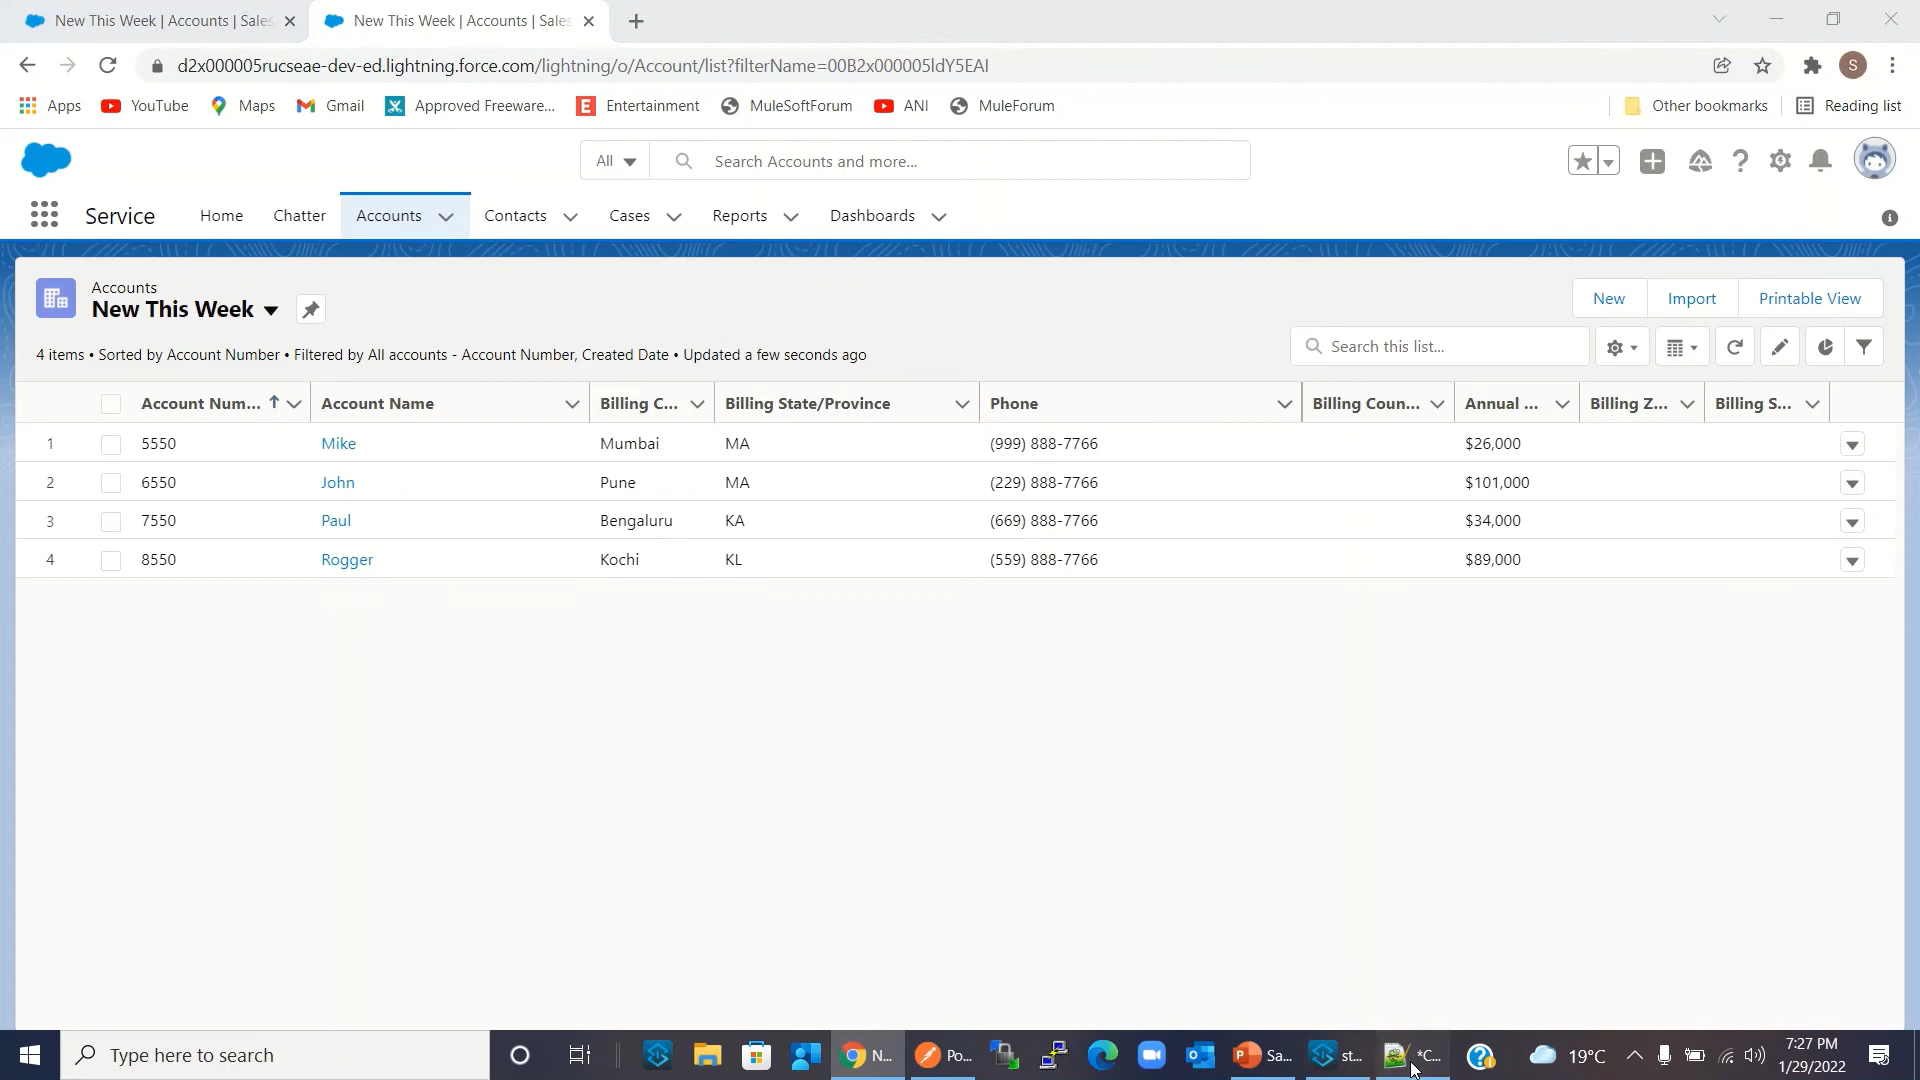 New This Week | Accounts | Sales
New This Week | Accounts | Sales
d2x000005rucseae-dev-ed.lightning.force.com/lightning/o/Account/list?filterName=00B2x000005ldY5EAI
S
Apps YouTube Maps Gmail Approved Freeware... Entertainment MuleSoftForum ANI MuleForum Other bookmarks Reading list
All Search Accounts and more...
Service Home Chatter Accounts Contacts Cases Reports Dashboards
Accounts
New This Week
New Import Printable View
4 items • Sorted by Account Number • Filtered by All accounts - Account Number, Created Date • Updated a few seconds ago
Search this list...
Account Num... Account Name Billing C... Billing State/Province Phone Billing Coun... Annual ... Billing Z... Billing S...
1 5550 Mike Mumbai MA (999) 888-7766 $26,000
2 6550 John Pune MA (229) 888-7766 $101,000
3 7550 Paul Bengaluru KA (669) 888-7766 $34,000
4 8550 Rogger Kochi KL (559) 888-7766 $89,000
Type here to search
N... Po... Sa... st... *C...
19°C
7:27 PM
1/29/2022